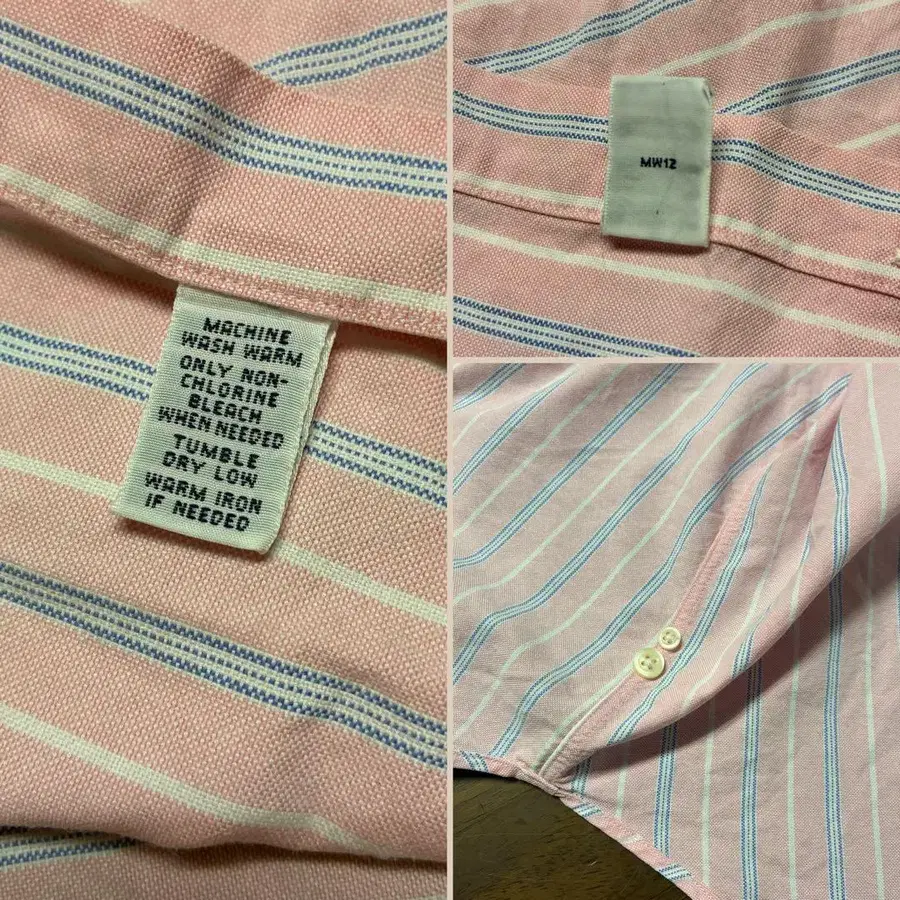 MACHINE
WASH WARM
ONLY NON-
CHLORINE
BLEACH
WHEN NEEDED
TUMBLE
DRY LOW
WARM IRON
IF NEEDED
MW12